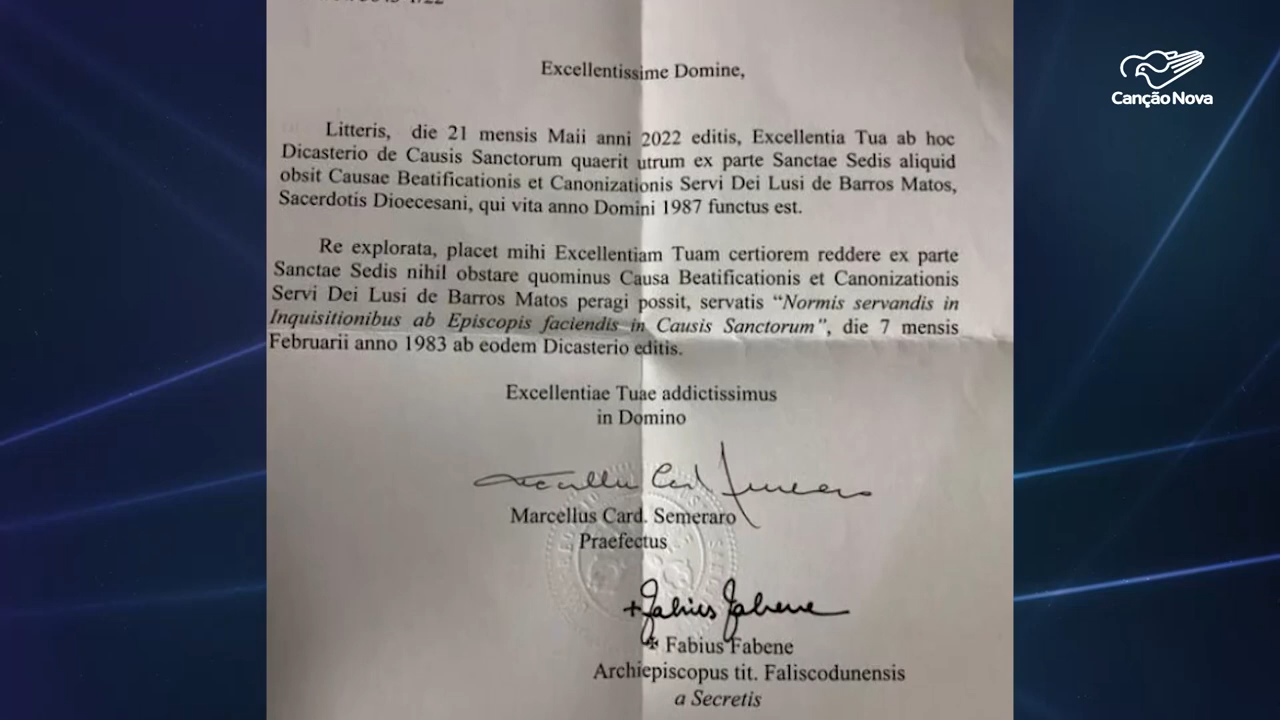 Canção Nova
Excellentissime Domine,
Litteris, die 21 mensis Maii anni 2022 editis, Excellentia Tua ab hoc
Dicasterio de Causis Sanctorum quaerit utrum ex parte Sanctae Sedis aliquid
obsit Causae Beatificationis et Canonizationis Servi Dei Lusi de Barros Matos,
Sacerdotis Dioecesani, qui vita anno Domini 1987 functus est.
Re explorata, placet mihi Excellentiam Tuam certiorem reddere ex parte
Sanctae Sedis nihil obstare quominus Causa Beatificationis et Canonizationis
Servi Dei Lusi de Barros Matos peragi possit, servatis “Normis servandis in
Inquisitionibus ab Episcopis faciendis in Causis Sanctorum”, die 7 mensis
Februarii anno 1983 ab eodem Dicasterio editis.
Excellentiae Tuae addictissimus
in Domino
Marcellus Card. Semeraro
Praefectus
+Fabius Fabene
✠ Fabius Fabene
Archiepiscopus tit. Faliscodunensis
a Secretis